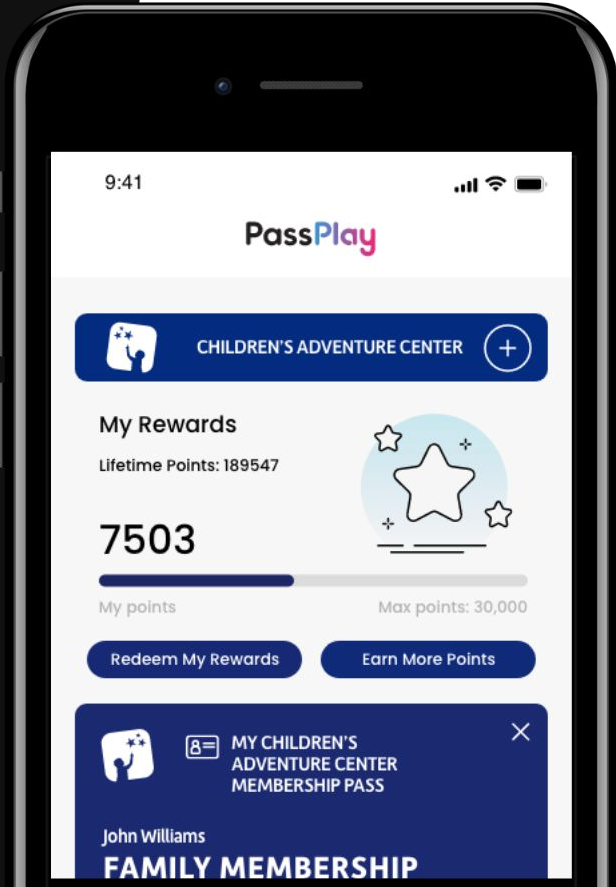 9:41
PassPlay
CHILDREN'S ADVENTURE CENTER
My Rewards
Lifetime Points: 189547
7503
My points
Max points: 30,000
Redeem My Rewards
Earn More Points
MY CHILDREN'S
ADVENTURE CENTER
MEMBERSHIP PASS
John Williams
FAMILY MEMBERSHIP